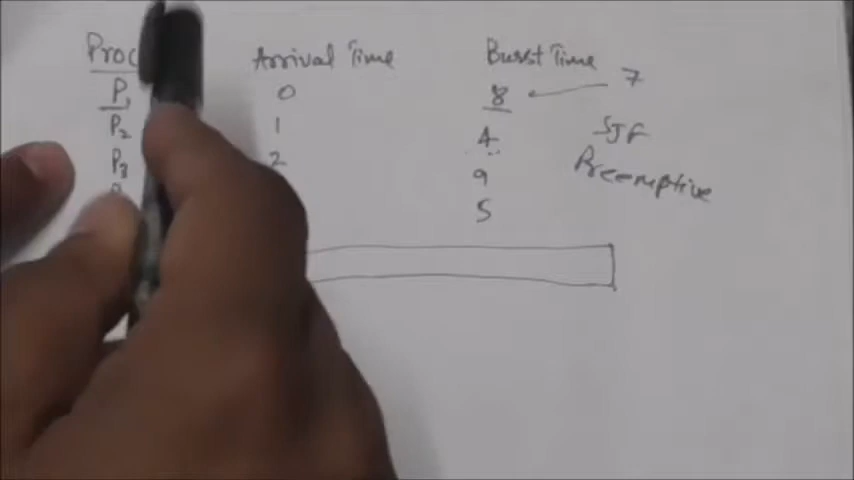 Proc Arrival Time Burst Time
P1 0 8 7
P2 1 4 SJF
P3 2 9 Preemptive
5